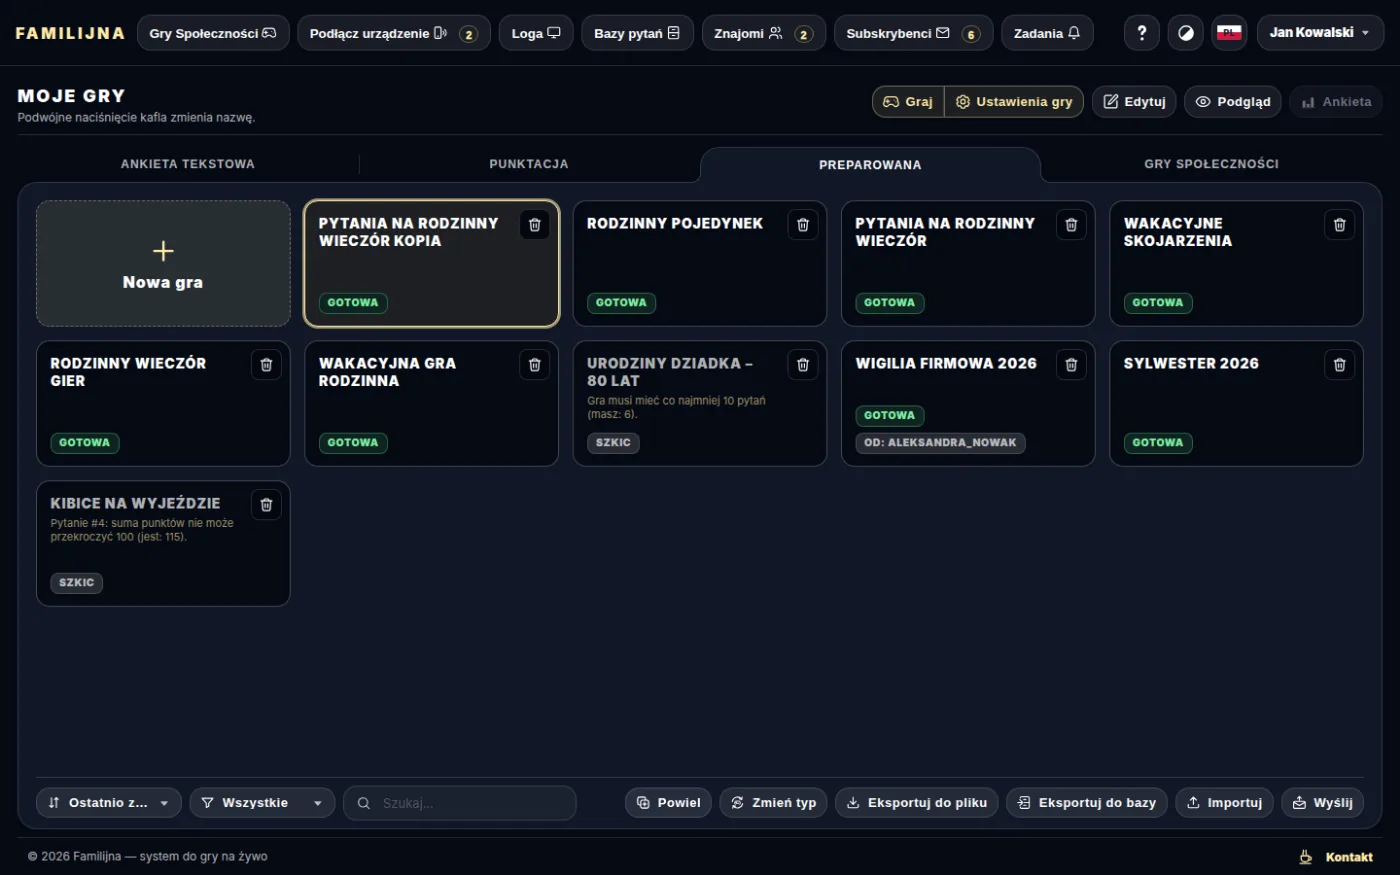 FAMILIJNA
Gry Społeczności
Podłącz urządzenie 2
Loga
Bazy pytań
Znajomi 2
Subskrybenci 6
Zadania
?
PL
Jan Kowalski
MOJE GRY
Podwójne naciśnięcie kafla zmienia nazwę.
Graj
Ustawienia gry
Edytuj
Podgląd
Ankieta
ANKIETA TEKSTOWA
PUNKTACJA
PREPAROWANA
GRY SPOŁECZNOŚCI
Nowa gra
PYTANIA NA RODZINNY
WIECZÓR KOPIA
GOTOWA
RODZINNY POJEDYNEK
GOTOWA
PYTANIA NA RODZINNY
WIECZÓR
GOTOWA
WAKACYJNE
SKOJARZENIA
GOTOWA
RODZINNY WIECZÓR
GIER
GOTOWA
WAKACYJNA GRA
RODZINNA
GOTOWA
URODZINY DZIADKA –
80 LAT
Gra musi mieć co najmniej 10 pytań
(masz: 6).
SZKIC
WIGILIA FIRMOWA 2026
GOTOWA
OD: ALEKSANDRA_NOWAK
SYLWESTER 2026
GOTOWA
KIBICE NA WYJEŹDZIE
Pytanie #4: suma punktów nie może
przekroczyć 100 (jest: 115).
SZKIC
Ostatnio z...
Wszystkie
Szukaj...
Powiel
Zmień typ
Eksportuj do pliku
Eksportuj do bazy
Importuj
Wyślij
© 2026 Familijna — system do gry na żywo
Kontakt